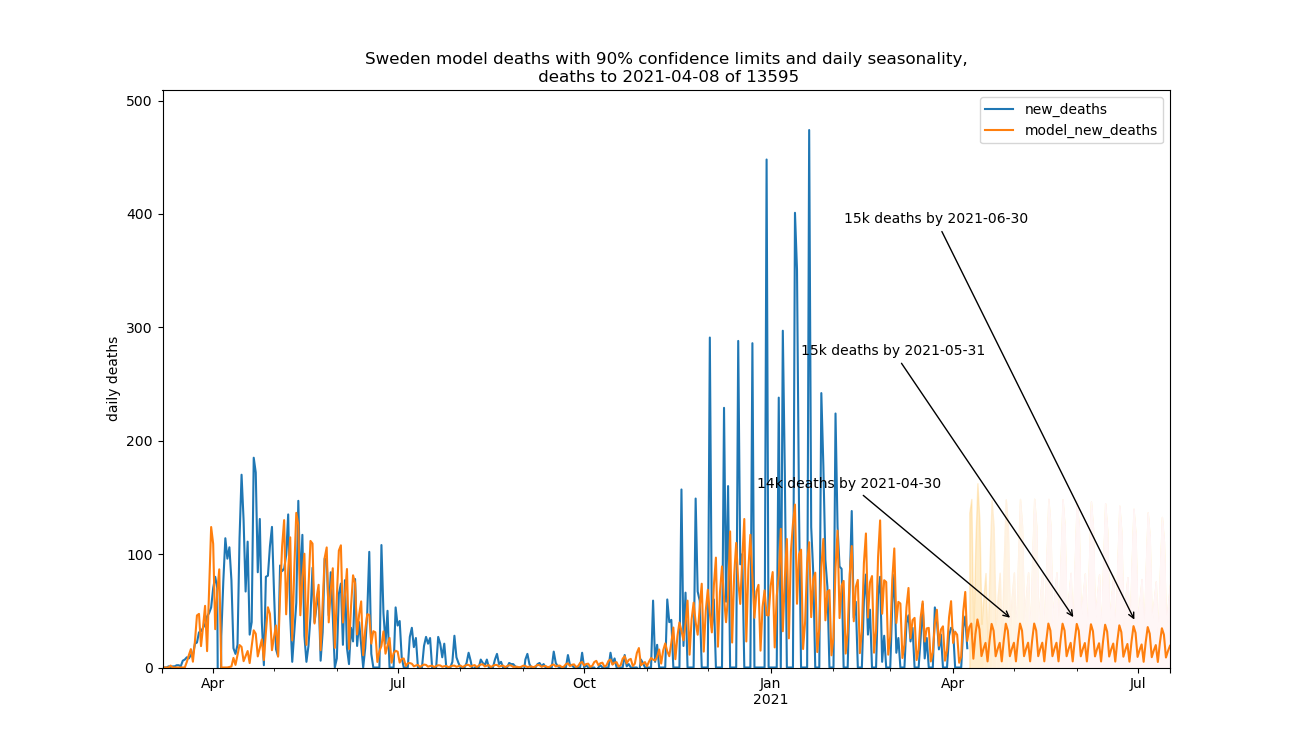 Sweden model deaths with 90% confidence limits and daily seasonality,
deaths to 2021-04-08 of 13595
500
new_deaths
model_new_deaths
400
15k deaths by 2021-06-30
300
15k deaths by 2021-05-31
daily deaths
200
14k deaths by 2021-04-30
100
0
Apr
Jul
Oct
Jan
2021
Apr
Jul